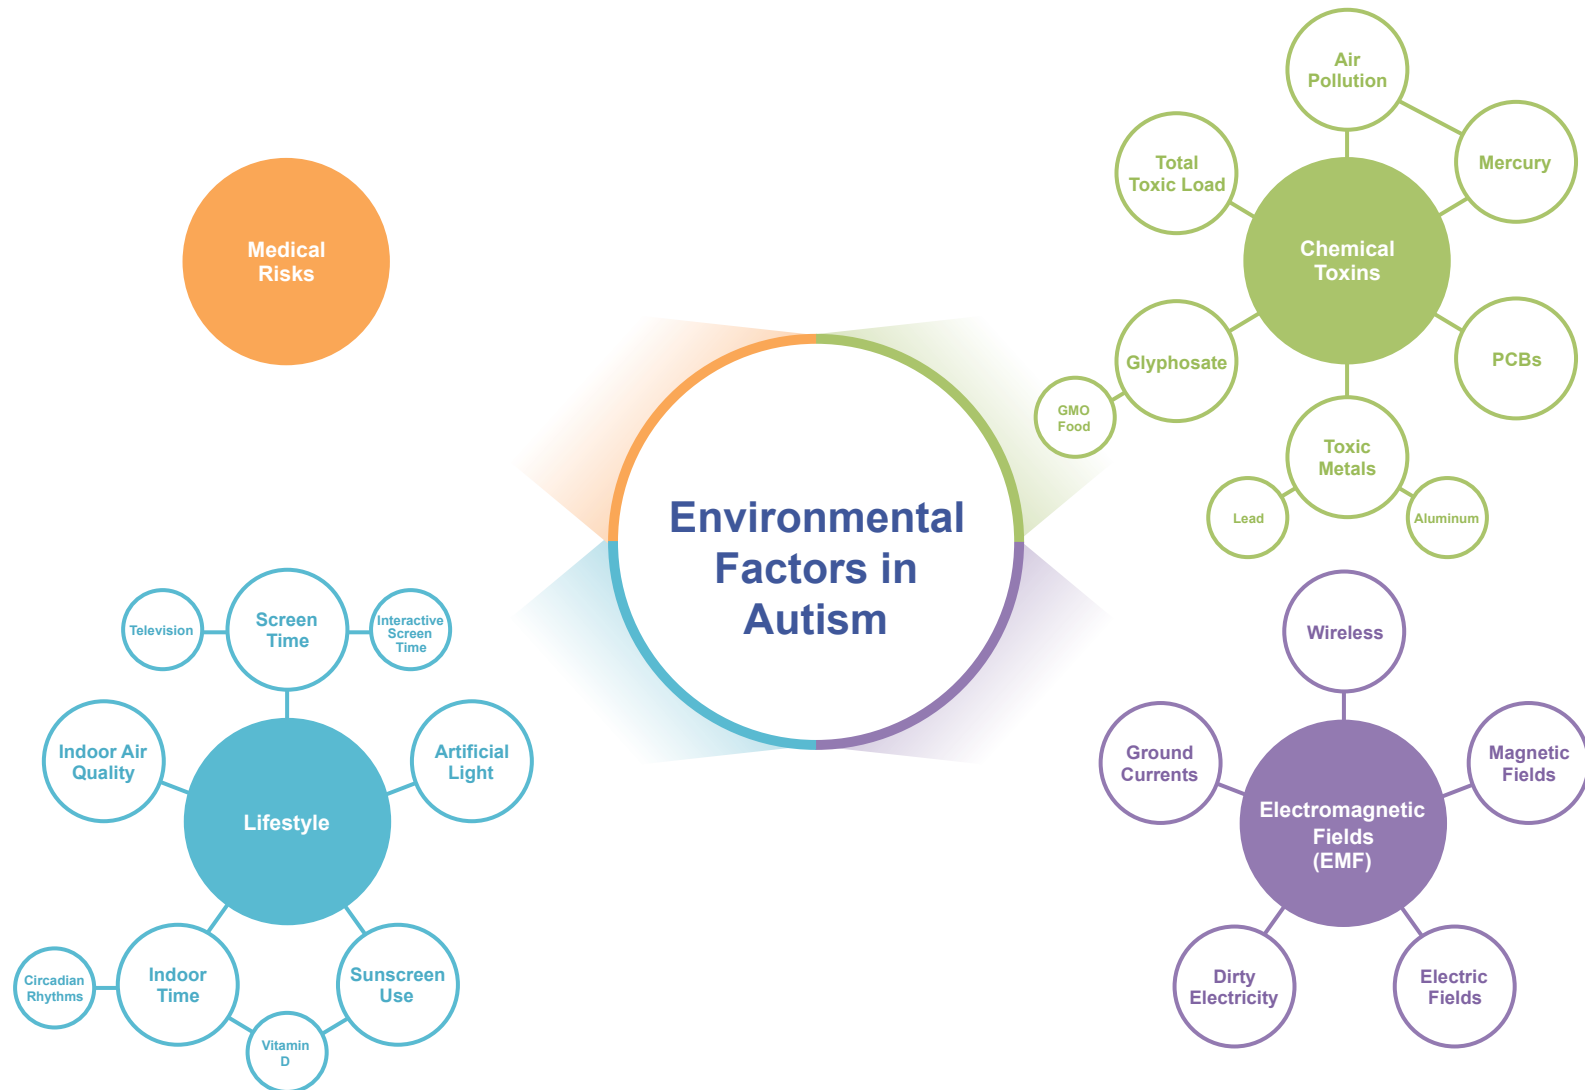 Environmental
Factors in
Autism
Medical
Risks
Chemical
Toxins
Air
Pollution
Mercury
PCBs
Toxic
Metals
Lead
Aluminum
Glyphosate
GMO
Food
Total
Toxic Load
Electromagnetic
Fields
(EMF)
Wireless
Magnetic
Fields
Electric
Fields
Dirty
Electricity
Ground
Currents
Lifestyle
Screen
Time
Television
Interactive
Screen
Time
Artificial
Light
Sunscreen
Use
Vitamin
D
Indoor
Time
Circadian
Rhythms
Indoor Air
Quality